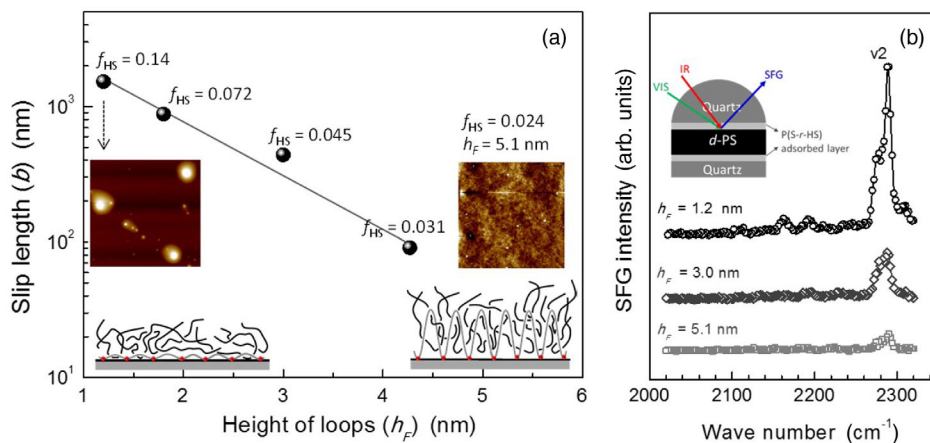 (a)
f_HS = 0.14
f_HS = 0.072
f_HS = 0.045
f_HS = 0.024
h_F = 5.1 nm
f_HS = 0.031
Slip length (b) (nm)
10^3
10^2
10^1
1 2 3 4 5 6
Height of loops (h_F) (nm)
(b)
ν2
IR
SFG
VIS
Quartz
P(S-r-HS)
adsorbed layer
d-PS
Quartz
h_F = 1.2 nm
h_F = 3.0 nm
h_F = 5.1 nm
SFG intensity (arb. units)
2000 2100 2200 2300
Wave number (cm^-1)